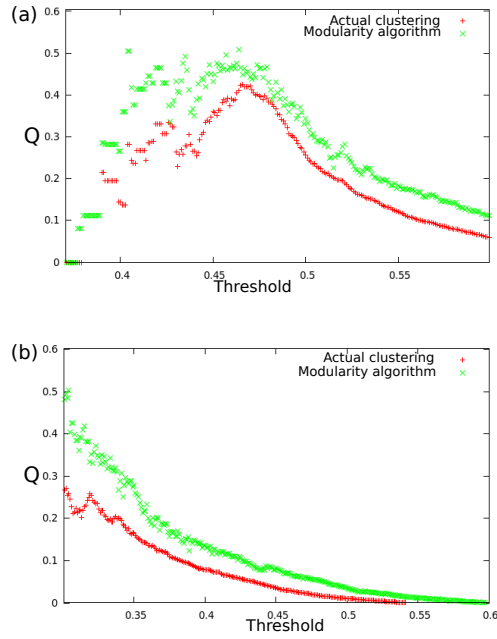 (a)
0.6
Actual clustering
Modularity algorithm
0.5
0.4
Q
0.3
0.2
0.1
0
0.4 0.45 0.5 0.55
Threshold
(b)
0.6
Actual clustering
Modularity algorithm
0.5
0.4
Q
0.3
0.2
0.1
0
0.35 0.4 0.45 0.5 0.55 0.6
Threshold